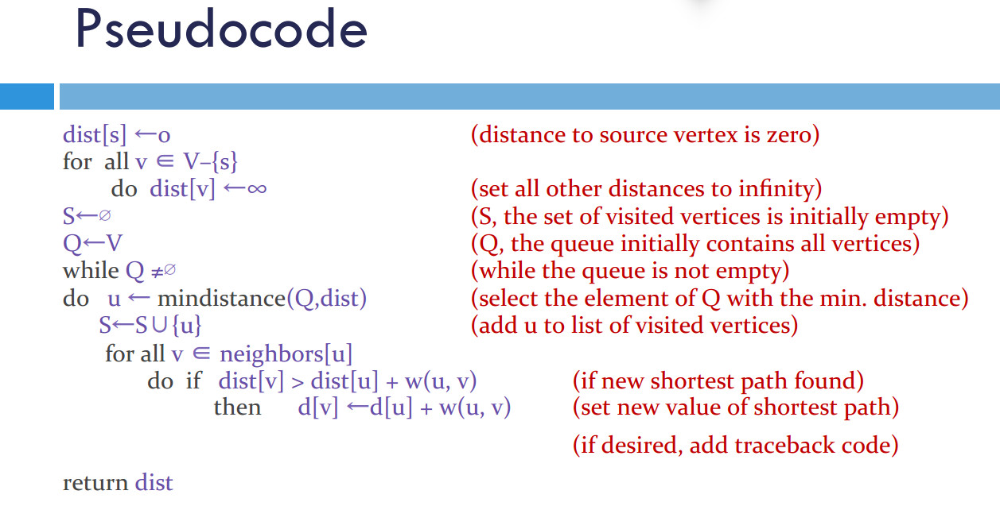 Pseudocode
dist[s] ←o (distance to source vertex is zero)
for all v ∈ V–{s}
do dist[v] ←∞ (set all other distances to infinity)
S←∅ (S, the set of visited vertices is initially empty)
Q←V (Q, the queue initially contains all vertices)
while Q ≠∅ (while the queue is not empty)
do u ← mindistance(Q,dist) (select the element of Q with the min. distance)
S←S∪{u} (add u to list of visited vertices)
for all v ∈ neighbors[u]
do if dist[v] > dist[u] + w(u, v) (if new shortest path found)
then d[v] ←d[u] + w(u, v) (set new value of shortest path)
(if desired, add traceback code)
return dist